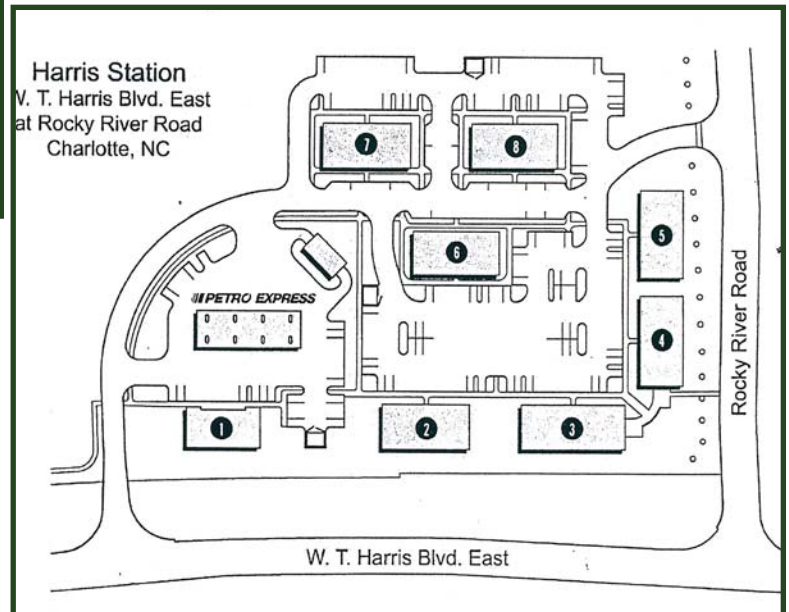 Harris Station
W. T. Harris Blvd. East
at Rocky River Road
Charlotte, NC
7
8
5
6
PETRO EXPRESS
4
1
2
3
Rocky River Road
W. T. Harris Blvd. East